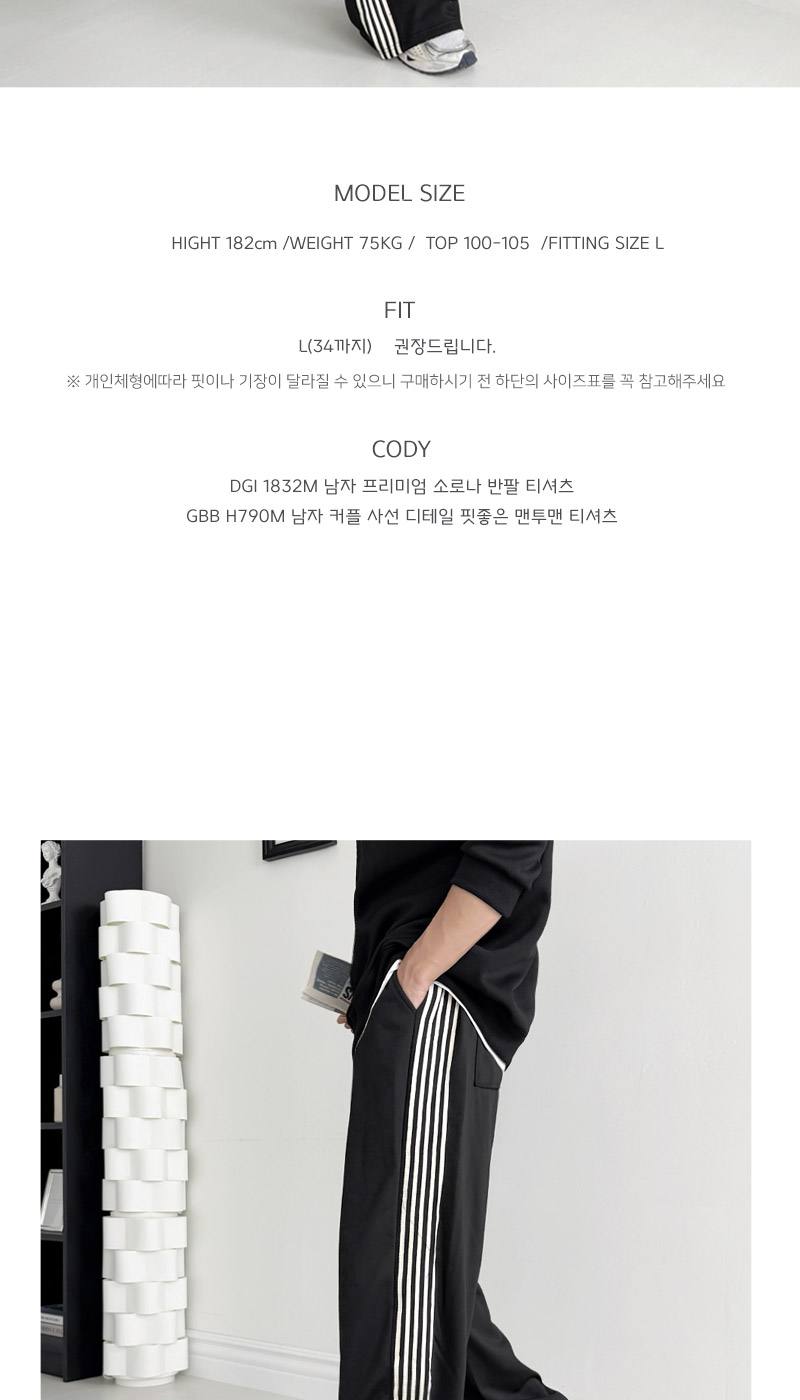 MODEL SIZE
HIGHT 182cm /WEIGHT 75KG / TOP 100-105 /FITTING SIZE L
FIT
L(34까지) 권장드립니다.
※ 개인체형에따라 핏이나 기장이 달라질 수 있으니 구매하시기 전 하단의 사이즈표를 꼭 참고해주세요
CODY
DGI 1832M 남자 프리미엄 소로나 반팔 티셔츠
GBB H790M 남자 커플 사선 디테일 핏좋은 맨투맨 티셔츠